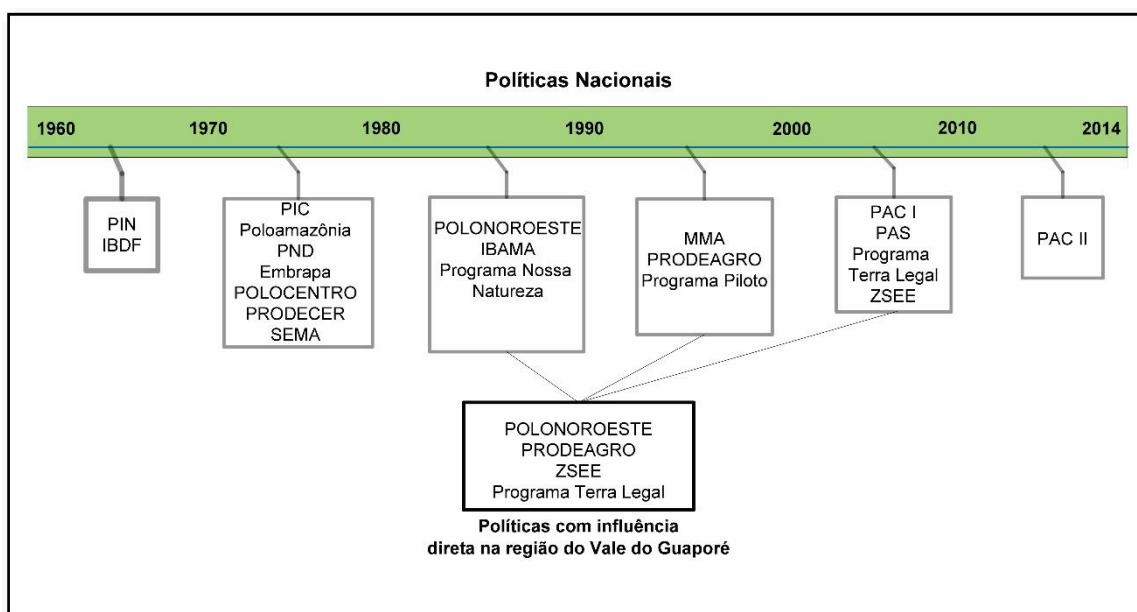 Políticas Nacionais
1960 1970 1980 1990 2000 2010 2014
PIN
IBDF
PIC
Poloamazônia
PND
Embrapa
POLOCENTRO
PRODECER
SEMA
POLONOROESTE
IBAMA
Programa Nossa
Natureza
MMA
PRODEAGRO
Programa Piloto
PAC I
PAS
Programa
Terra Legal
ZSEE
PAC II
POLONOROESTE
PRODEAGRO
ZSEE
Programa Terra Legal
Políticas com influência
direta na região do Vale do Guaporé